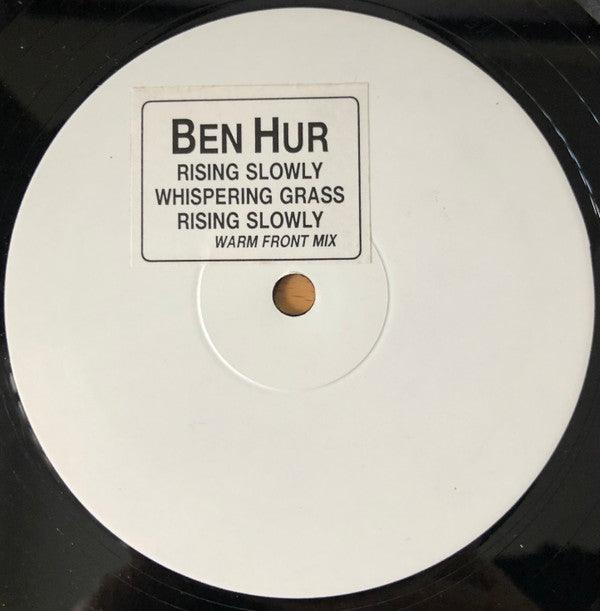 BEN HUR
RISING SLOWLY
WHISPERING GRASS
RISING SLOWLY
WARM FRONT MIX